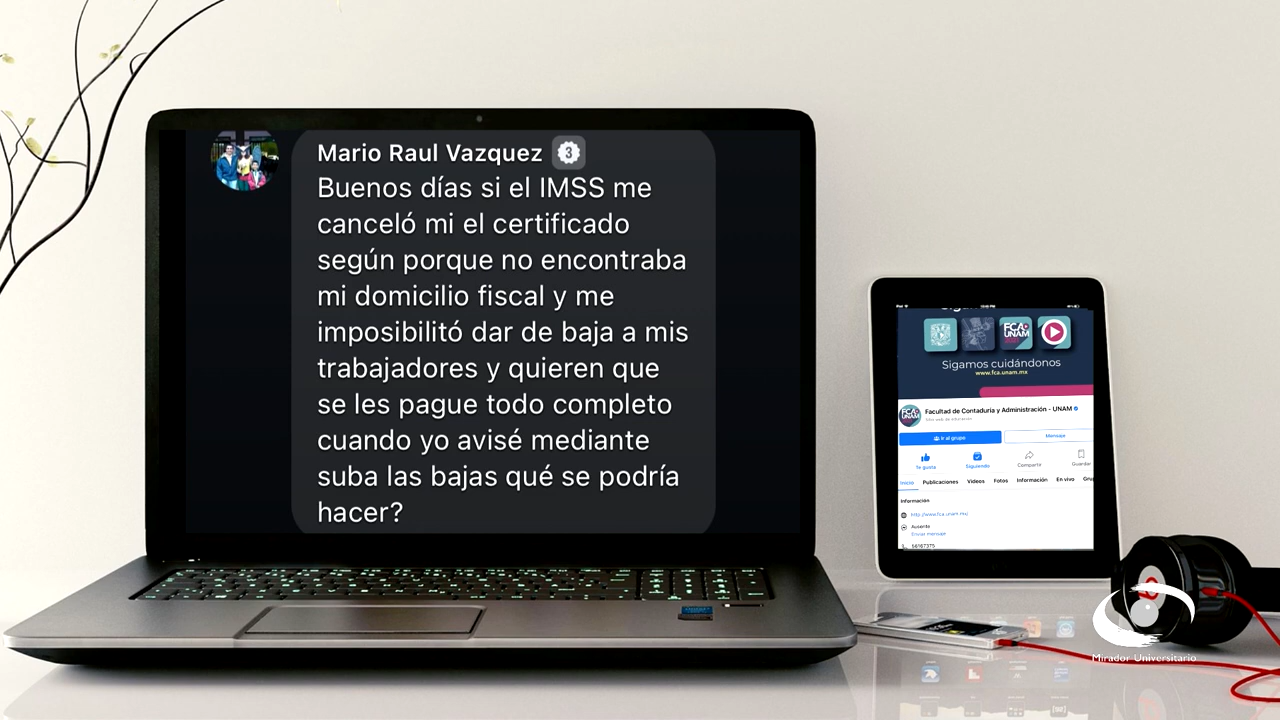 Mario Raul Vazquez 3
Buenos días si el IMSS me
canceló mi el certificado
según porque no encontraba
mi domicilio fiscal y me
imposibilitó dar de baja a mis
trabajadores y quieren que
se les pague todo completo
cuando yo avisé mediante
suba las bajas qué se podría
hacer?
FCA
UNAM
Sigamos cuidándonos
www.fca.unam.mx
Facultad de Contaduría y Administración - UNAM
Ir al grupo
Mensaje
Te gusta
Siguiendo
Compartir
Guardar
Inicio Publicaciones Videos Fotos Información En vivo Gru
Información
http://www.fca.unam.mx/
Ausente
Enviar mensaje
56167375
Mirador Universitario